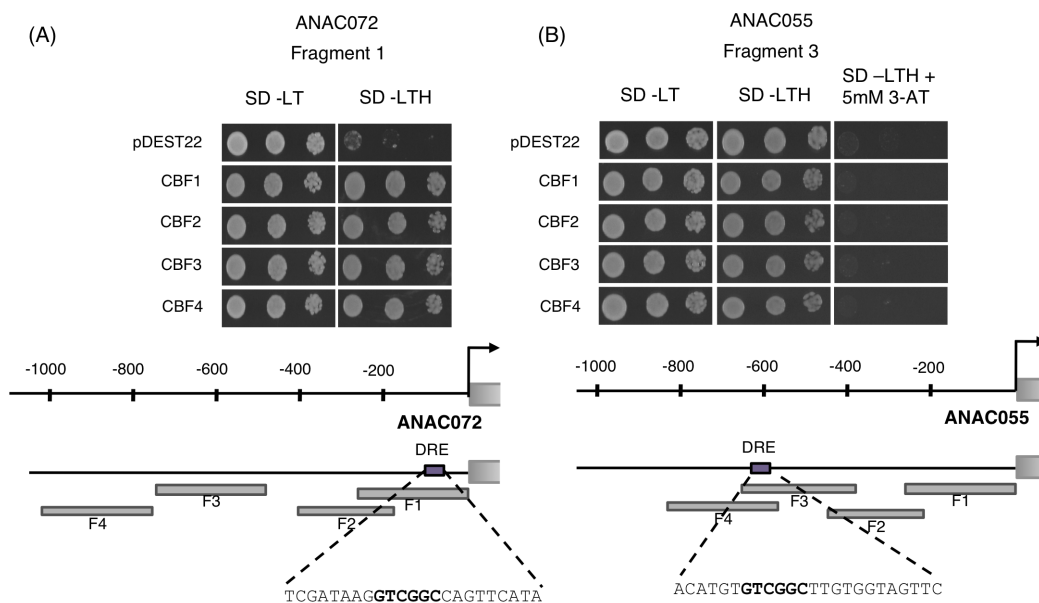 (A)
ANAC072
Fragment 1
SD -LT SD -LTH
pDEST22
CBF1
CBF2
CBF3
CBF4
-1000 -800 -600 -400 -200
ANAC072
DRE
F3 F1
F4 F2
TCGATAAGGTCGGCCAGTTCATA
(B)
ANAC055
Fragment 3
SD -LT SD -LTH SD –LTH +
5mM 3-AT
pDEST22
CBF1
CBF2
CBF3
CBF4
-1000 -800 -600 -400 -200
ANAC055
DRE
F3 F1
F4 F2
ACATGTGTCGGCTTGTGGTAGTTC